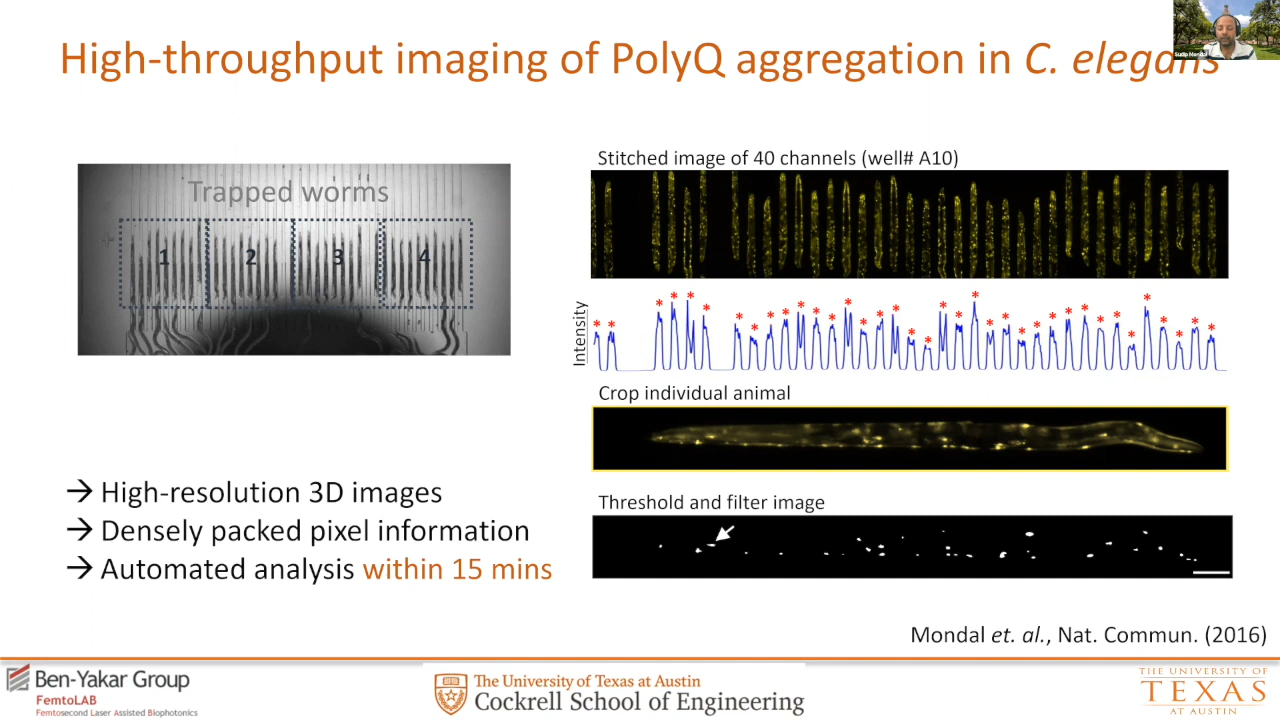 High-throughput imaging of PolyQ aggregation in C. elegans
Sudip Mondal
Trapped worms
1 2 3 4
Stitched image of 40 channels (well# A10)
Intensity
Crop individual animal
Threshold and filter image
→ High-resolution 3D images
→ Densely packed pixel information
→ Automated analysis within 15 mins
Mondal et. al., Nat. Commun. (2016)
Ben-Yakar Group
FemtoLAB
Femtosecond Laser Assisted Biophotonics
The University of Texas at Austin
Cockrell School of Engineering
THE UNIVERSITY OF
TEXAS
AT AUSTIN